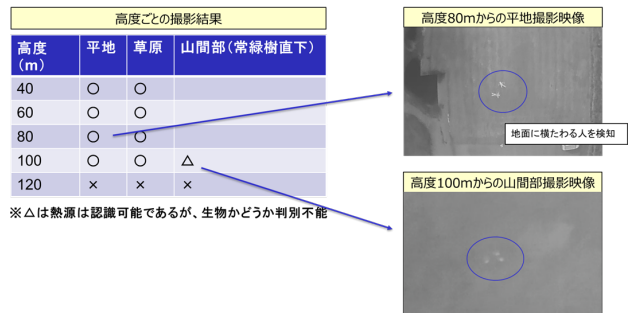 高度ごとの撮影結果
高度（m） 平地 草原 山間部（常緑樹直下）
40 ○ ○
60 ○ ○
80 ○ ○
100 ○ ○ △
120 × × ×
※△は熱源は認識可能であるが、生物かどうか判別不能
高度80mからの平地撮影映像
地面に横たわる人を検知
高度100mからの山間部撮影映像